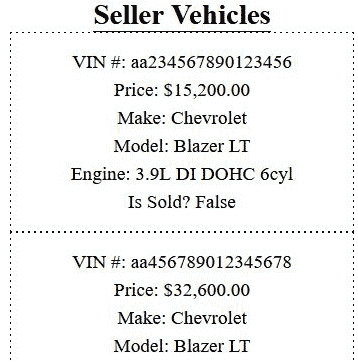 Seller Vehicles
VIN #: aa234567890123456
Price: $15,200.00
Make: Chevrolet
Model: Blazer LT
Engine: 3.9L DI DOHC 6cyl
Is Sold? False
VIN #: aa456789012345678
Price: $32,600.00
Make: Chevrolet
Model: Blazer LT